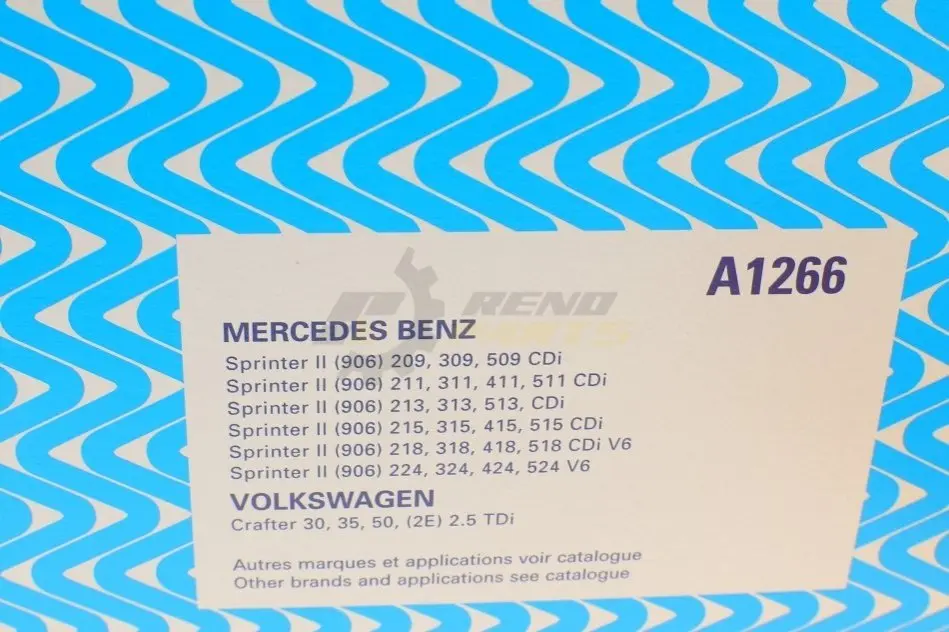 A1266
RENO
PARTS
MERCEDES BENZ
Sprinter II (906) 209, 309, 509 CDi
Sprinter II (906) 211, 311, 411, 511 CDi
Sprinter II (906) 213, 313, 513, CDi
Sprinter II (906) 215, 315, 415, 515 CDi
Sprinter II (906) 218, 318, 418, 518 CDi V6
Sprinter II (906) 224, 324, 424, 524 V6
VOLKSWAGEN
Crafter 30, 35, 50, (2E) 2.5 TDi
Autres marques et applications voir catalogue
Other brands and applications see catalogue